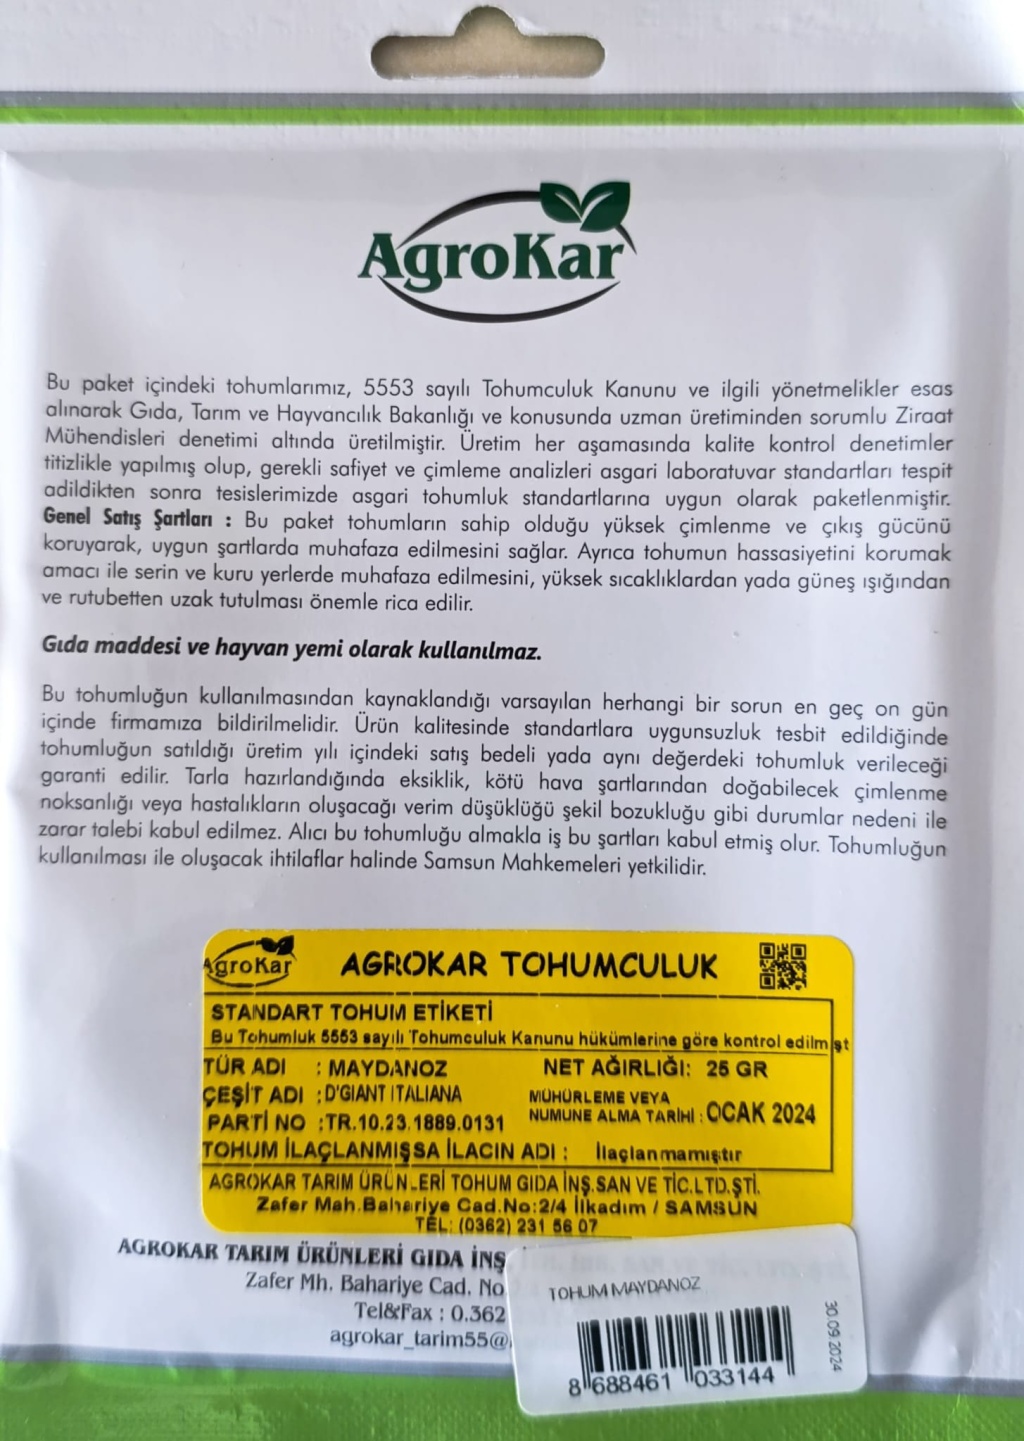 AgroKar
Bu paket içindeki tohumlarımız, 5553 sayılı Tohumculuk Kanunu ve ilgili yönetmelikler esas
alınarak Gıda, Tarım ve Hayvancılık Bakanlığı ve konusunda uzman üretiminden sorumlu Ziraat
Mühendisleri denetimi altında üretilmiştir. Üretim her aşamasında kalite kontrol denetimler
titizlikle yapılmış olup, gerekli safiyet ve çimleme analizleri asgari laboratuvar standartları tespit
adildikten sonra tesislerimizde asgari tohumluk standartlarına uygun olarak paketlenmiştir.
Genel Satış Şartları : Bu paket tohumların sahip olduğu yüksek çimlenme ve çıkış gücünü
koruyarak, uygun şartlarda muhafaza edilmesini sağlar. Ayrıca tohumun hassasiyetini korumak
amacı ile serin ve kuru yerlerde muhafaza edilmesini, yüksek sıcaklıklardan yada güneş ışığından
ve rutubetten uzak tutulması önemle rica edilir.
Gıda maddesi ve hayvan yemi olarak kullanılmaz.
Bu tohumluğun kullanılmasından kaynaklandığı varsayılan herhangi bir sorun en geç on gün
içinde firmamıza bildirilmelidir. Ürün kalitesinde standartlara uygunsuzluk tesbit edildiğinde
tohumluğun satıldığı üretim yılı içindeki satış bedeli yada aynı değerdeki tohumluk verileceği
garanti edilir. Tarla hazırlandığında eksiklik, kötü hava şartlarından doğabilecek çimlenme
noksanlığı veya hastalıkların oluşacağı verim düşüklüğü şekil bozukluğu gibi durumlar nedeni ile
zarar talebi kabul edilmez. Alıcı bu tohumluğu almakla iş bu şartları kabul etmiş olur. Tohumluğun
kullanılması ile oluşacak ihtilaflar halinde Samsun Mahkemeleri yetkilidir.
AgroKar AGROKAR TOHUMCULUK
STANDART TOHUM ETİKETİ
Bu Tohumluk 5553 sayılı Tohumculuk Kanunu hükümlerine göre kontrol edilmişt
TÜR ADI : MAYDANOZ NET AĞIRLIĞI: 25 GR
ÇEŞİT ADI : D'GIANT ITALIANA MÜHÜRLEME VEYA
PARTİ NO : TR.10.23.1889.0131 NUMUNE ALMA TARİHİ : OCAK 2024
TOHUM İLAÇLANMIŞSA İLACIN ADI : İlaçlanmamıştır
AGROKAR TARIM ÜRÜNLERİ TOHUM GIDA İNŞ.SAN VE TİC.LTD.ŞTİ.
Zafer Mah.Bahariye Cad.No:2/4 İlkadım / SAMSUN
TEL: (0362) 231 56 07
AGROKAR TARIM ÜRÜNLERİ GIDA İNŞ
Zafer Mh. Bahariye Cad. No
Tel&Fax : 0.362
agrokar_tarim55@
TOHUM MAYDANOZ
30.09.2024
8 688461 033144